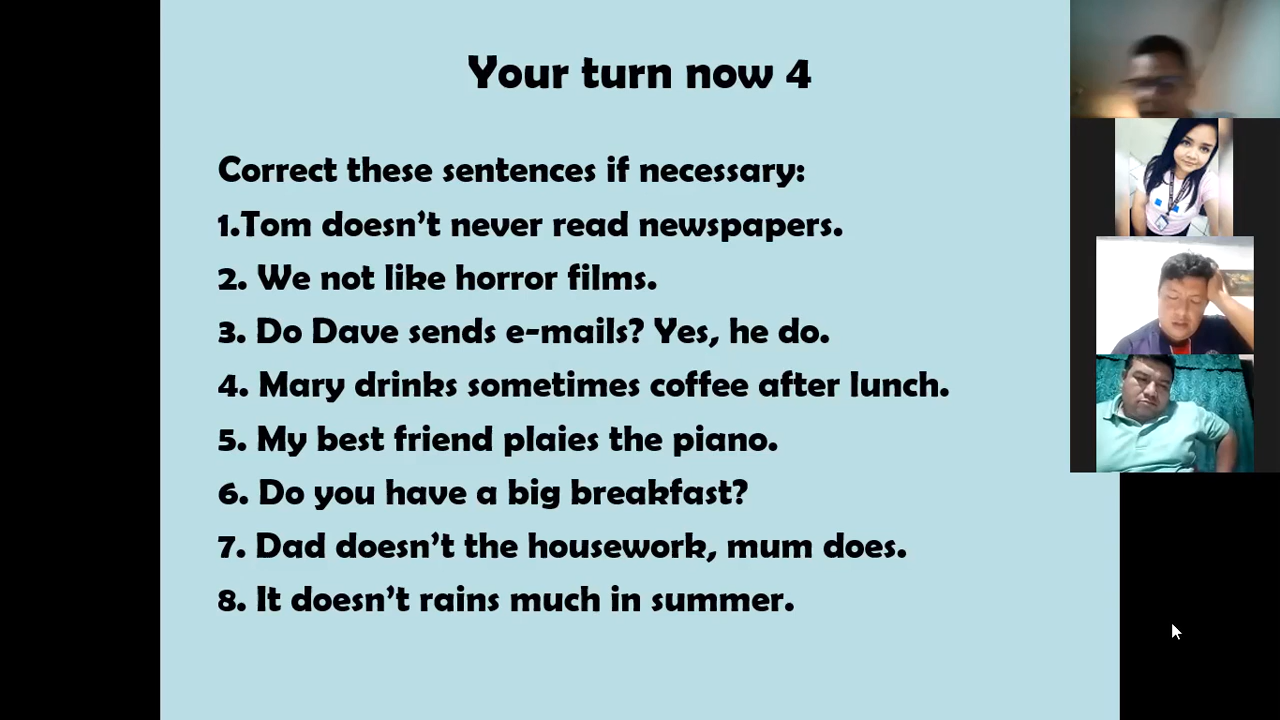 Your turn now 4
Correct these sentences if necessary:
1.Tom doesn’t never read newspapers.
2. We not like horror films.
3. Do Dave sends e-mails? Yes, he do.
4. Mary drinks sometimes coffee after lunch.
5. My best friend plaies the piano.
6. Do you have a big breakfast?
7. Dad doesn’t the housework, mum does.
8. It doesn’t rains much in summer.